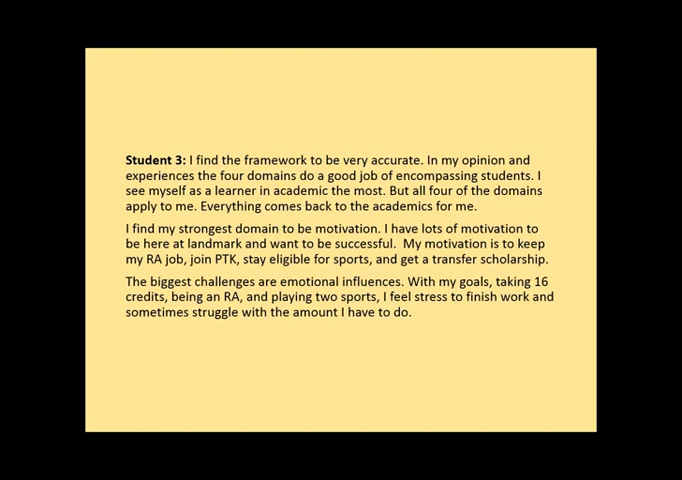 Student 3: I find the framework to be very accurate. In my opinion and
experiences the four domains do a good job of encompassing students. I
see myself as a learner in academic the most. But all four of the domains
apply to me. Everything comes back to the academics for me.
I find my strongest domain to be motivation. I have lots of motivation to
be here at landmark and want to be successful.  My motivation is to keep
my RA job, join PTK, stay eligible for sports, and get a transfer scholarship.
The biggest challenges are emotional influences. With my goals, taking 16
credits, being an RA, and playing two sports, I feel stress to finish work and
sometimes struggle with the amount I have to do.